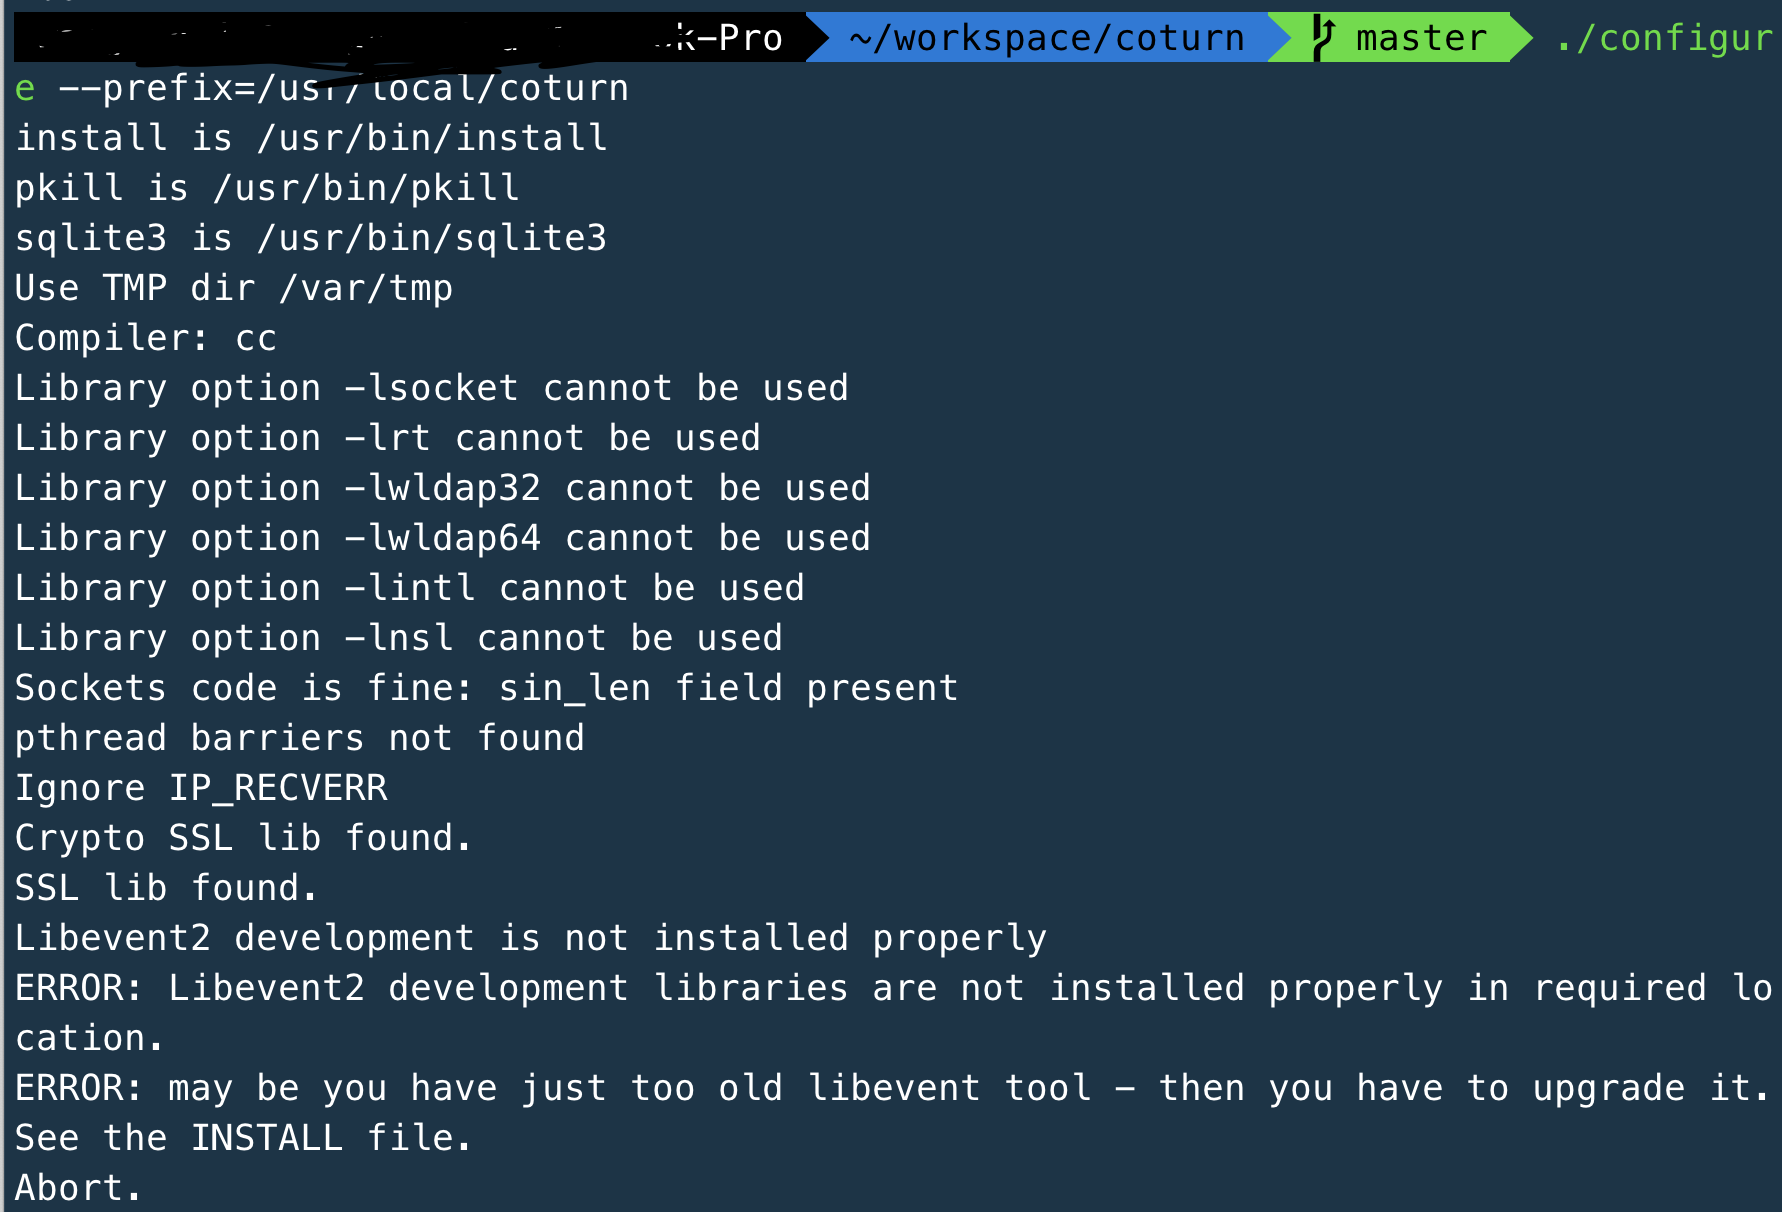 k-Pro ~/workspace/coturn master ./configur
e --prefix=/usr/local/coturn
install is /usr/bin/install
pkill is /usr/bin/pkill
sqlite3 is /usr/bin/sqlite3
Use TMP dir /var/tmp
Compiler: cc
Library option -lsocket cannot be used
Library option -lrt cannot be used
Library option -lwldap32 cannot be used
Library option -lwldap64 cannot be used
Library option -lintl cannot be used
Library option -lnsl cannot be used
Sockets code is fine: sin_len field present
pthread barriers not found
Ignore IP_RECVERR
Crypto SSL lib found.
SSL lib found.
Libevent2 development is not installed properly
ERROR: Libevent2 development libraries are not installed properly in required lo
cation.
ERROR: may be you have just too old libevent tool - then you have to upgrade it.
See the INSTALL file.
Abort.